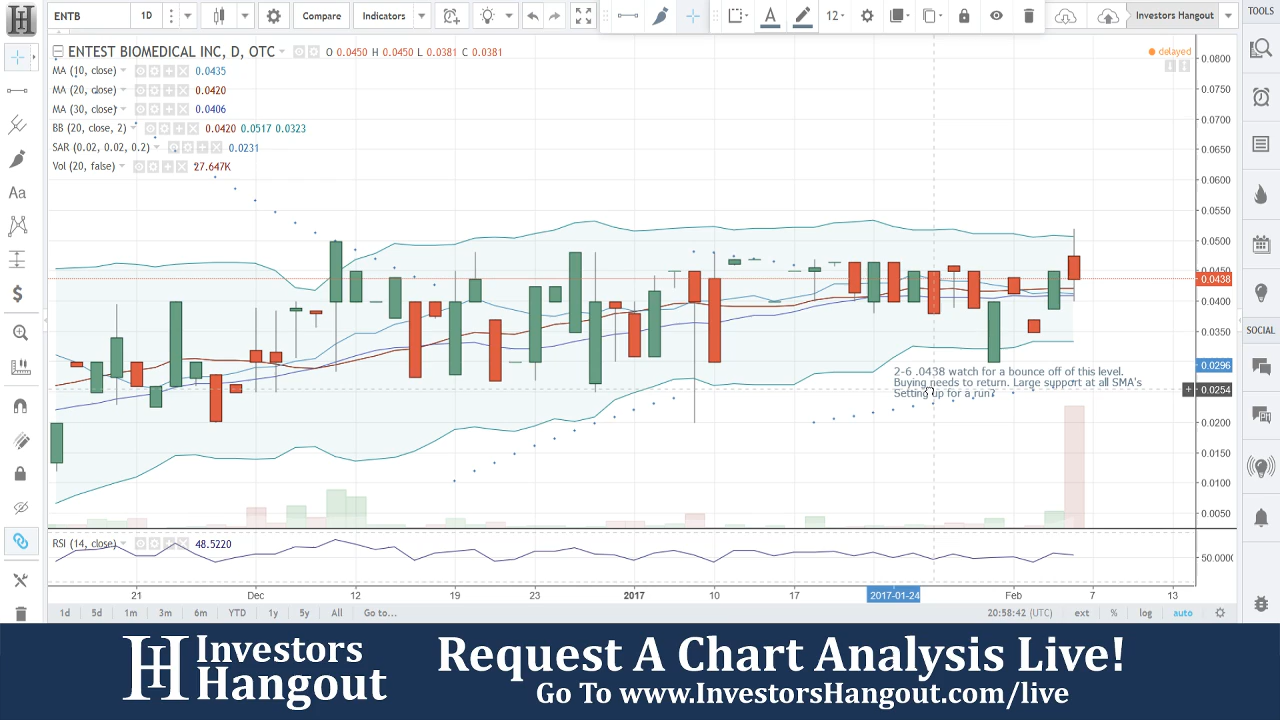 ENTB 1D Compare Indicators 12 Investors Hangout TOOLS
ENTEST BIOMEDICAL INC, D, OTC O 0.0450 H 0.0450 L 0.0381 C 0.0381
delayed
MA (10, close) 0.0435
MA (20, close) 0.0420
MA (30, close) 0.0406
BB (20, close, 2) 0.0420 0.0517 0.0323
SAR (0.02, 0.02, 0.2) 0.0231
Vol (20, false) 27.647K
Aa
$
0.0800
0.0750
0.0700
0.0650
0.0600
0.0550
0.0500
0.0450
0.0438
0.0400
0.0350
0.0296
0.0254
0.0200
0.0150
0.0100
0.0050
SOCIAL
2-6 .0438 watch for a bounce off of this level.
Buying needs to return. Large support at all SMA's
Setting up for a run?
RSI (14, close) 48.5220
50.0000
21 Dec 12 19 23 2017 10 17 2017-01-24 Feb 7 13
1d 5d 1m 3m 6m YTD 1y 5y All Go to... 20:58:42 (UTC) ext % log auto
Investors
Hangout
Request A Chart Analysis Live!
Go To www.InvestorsHangout.com/live